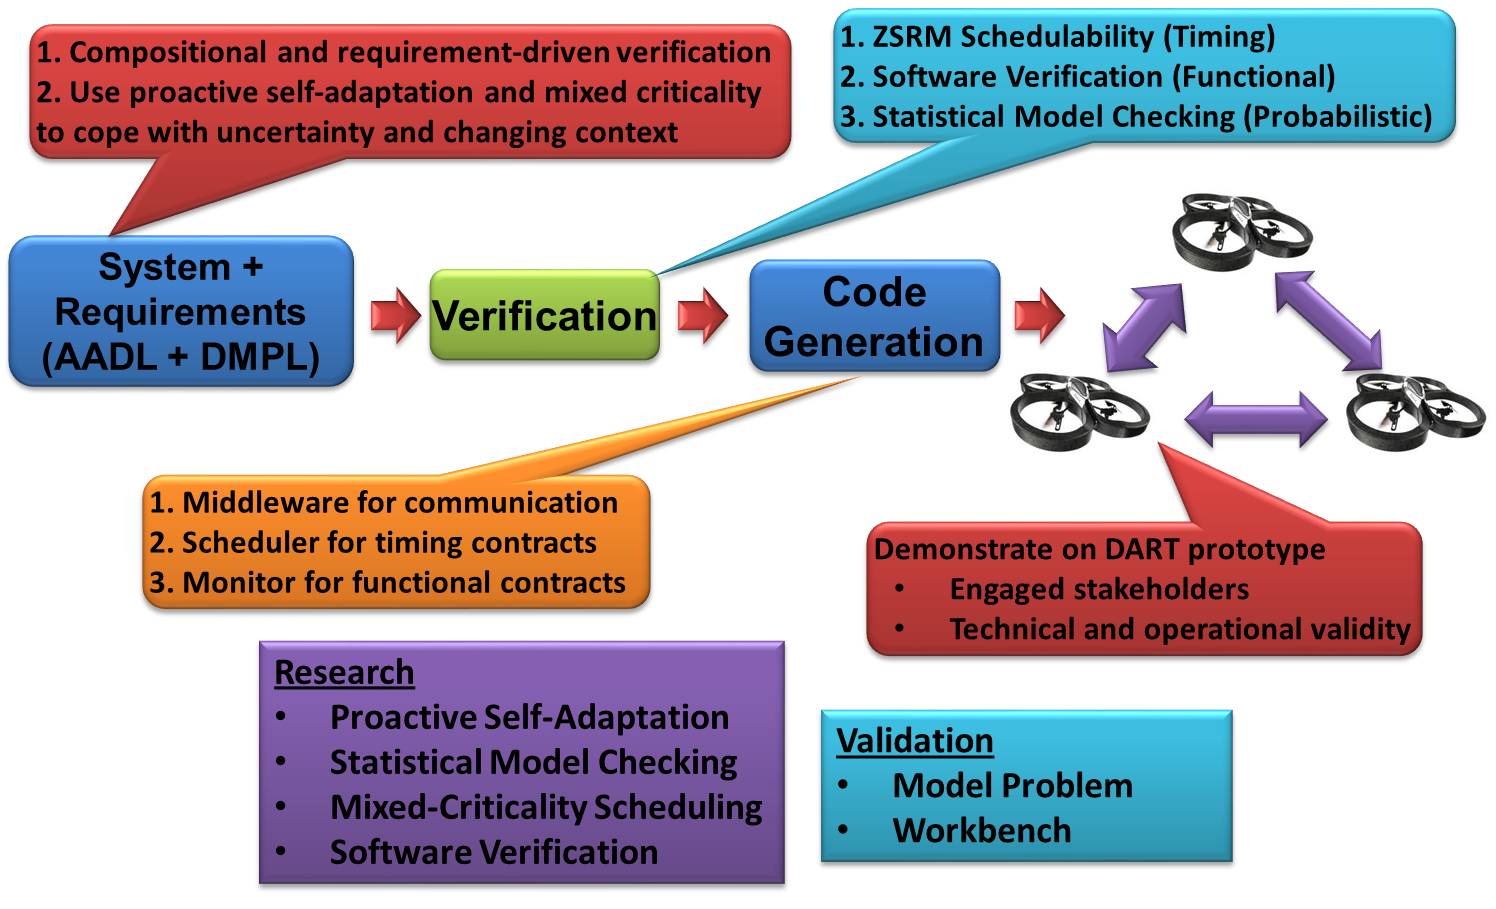 1. Compositional and requirement-driven verification
2. Use proactive self-adaptation and mixed criticality
to cope with uncertainty and changing context
1. ZSRM Schedulability (Timing)
2. Software Verification (Functional)
3. Statistical Model Checking (Probabilistic)
System +
Requirements
(AADL + DMPL)
Verification
Code
Generation
1. Middleware for communication
2. Scheduler for timing contracts
3. Monitor for functional contracts
Demonstrate on DART prototype
• Engaged stakeholders
• Technical and operational validity
Research
• Proactive Self-Adaptation
• Statistical Model Checking
• Mixed-Criticality Scheduling
• Software Verification
Validation
• Model Problem
• Workbench